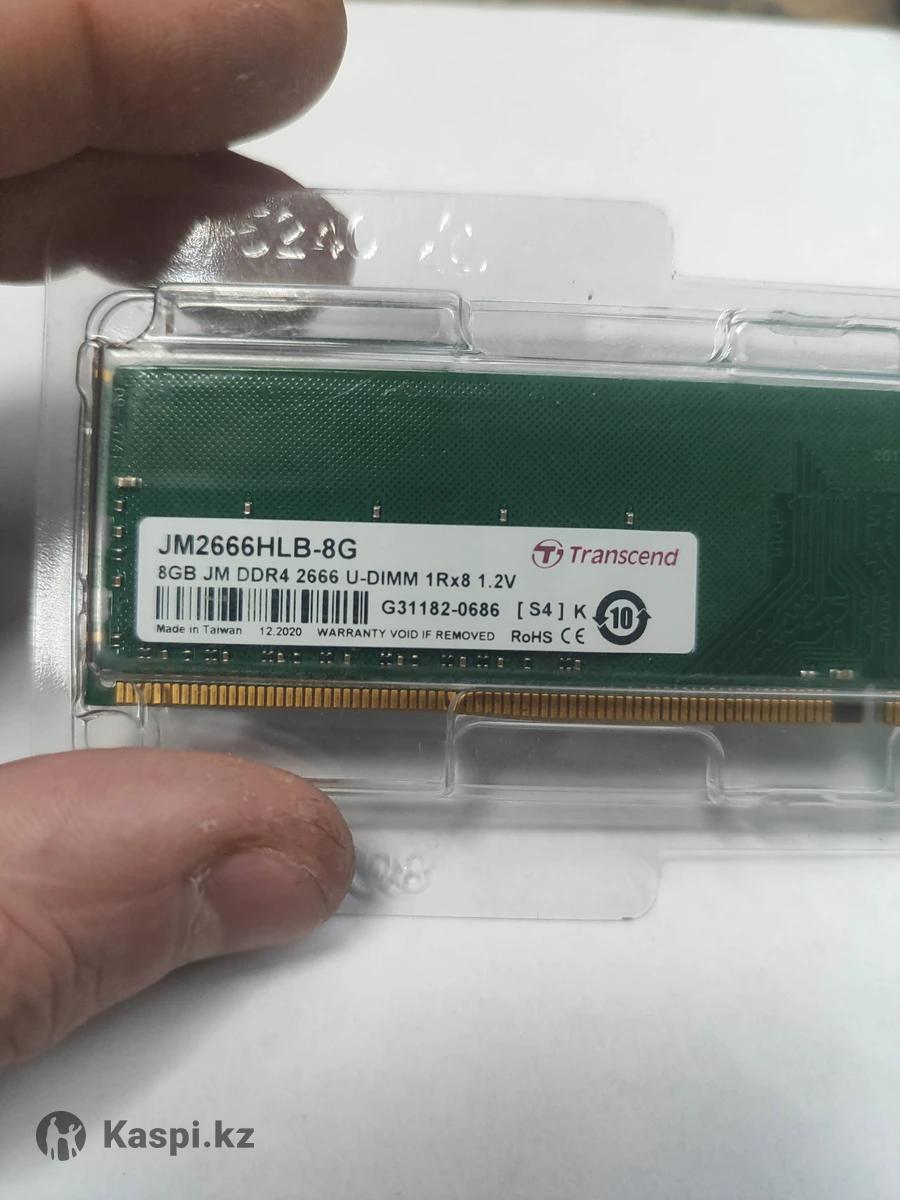 JM2666HLB-8G
Transcend
8GB JM DDR4 2666 U-DIMM 1Rx8 1.2V
G31182-0686 [S4] K 10
Made in Taiwan 12.2020 WARRANTY VOID IF REMOVED RoHS CE
Kaspi.kz